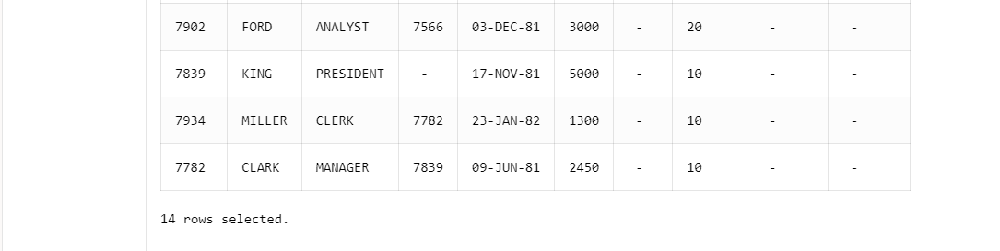 7902 FORD ANALYST 7566 03-DEC-81 3000 - 20 - -
7839 KING PRESIDENT - 17-NOV-81 5000 - 10 - -
7934 MILLER CLERK 7782 23-JAN-82 1300 - 10 - -
7782 CLARK MANAGER 7839 09-JUN-81 2450 - 10 - -
14 rows selected.